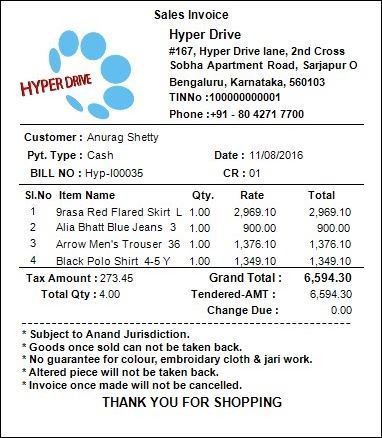 Sales Invoice
HYPER DRIVE
Hyper Drive
#167, Hyper Drive lane, 2nd Cross
Sobha Apartment Road, Sarjapur O
Bengaluru, Karnataka, 560103
TINNo :100000000001
Phone :+91 - 80 4271 7700
Customer : Anurag Shetty
Pyt. Type : Cash Date : 11/08/2016
BILL NO : Hyp-I00035 CR : 01
Sl.No Item Name Qty. Rate Total
1 9rasa Red Flared Skirt L 1.00 2,969.10 2,969.10
2 Alia Bhatt Blue Jeans 3 1.00 900.00 900.00
3 Arrow Men's Trouser 36 1.00 1,376.10 1,376.10
4 Black Polo Shirt 4-5 Y 1.00 1,349.10 1,349.10
Tax Amount : 273.45 Grand Total : 6,594.30
Total Qty : 4.00 Tendered-AMT : 6,594.30
Change Due : 0.00
* Subject to Anand Jurisdiction.
* Goods once sold can not be taken back.
* No guarantee for colour, embroidary cloth & jari work.
* Altered piece will not be taken back.
* Invoice once made will not be cancelled.
THANK YOU FOR SHOPPING